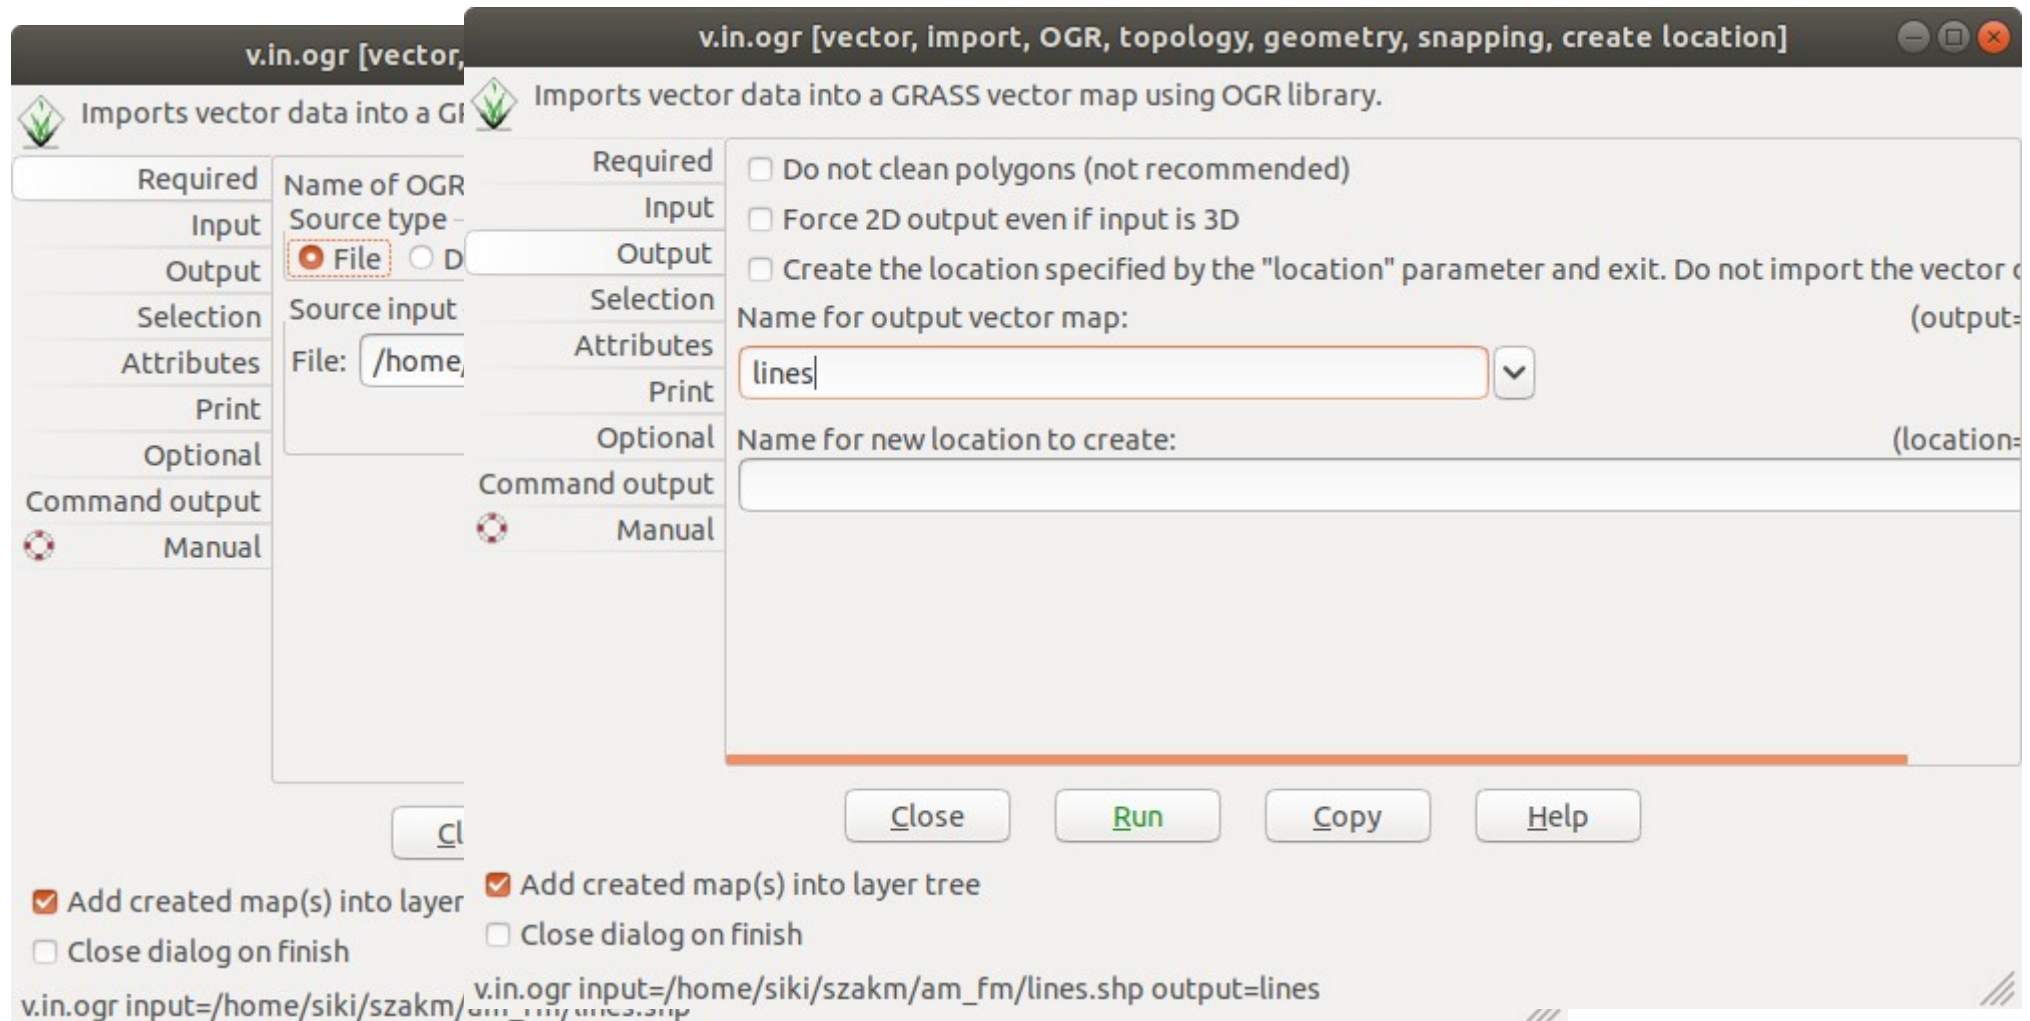 v.in.ogr [vector,
Imports vector data into a GR
Required
Input
Output
Selection
Attributes
Print
Optional
Command output
Manual
Name of OGR
Source type
File D
Source input
File: /home/
Cl
Add created map(s) into layer
Close dialog on finish
v.in.ogr input=/home/siki/szakm/am_fm/lines.shp
v.in.ogr [vector, import, OGR, topology, geometry, snapping, create location]
Imports vector data into a GRASS vector map using OGR library.
Required
Input
Output
Selection
Attributes
Print
Optional
Command output
Manual
Do not clean polygons (not recommended)
Force 2D output even if input is 3D
Create the location specified by the "location" parameter and exit. Do not import the vector
Name for output vector map: (output=
lines
Name for new location to create: (location=
Close Run Copy Help
Add created map(s) into layer tree
Close dialog on finish
v.in.ogr input=/home/siki/szakm/am_fm/lines.shp output=lines